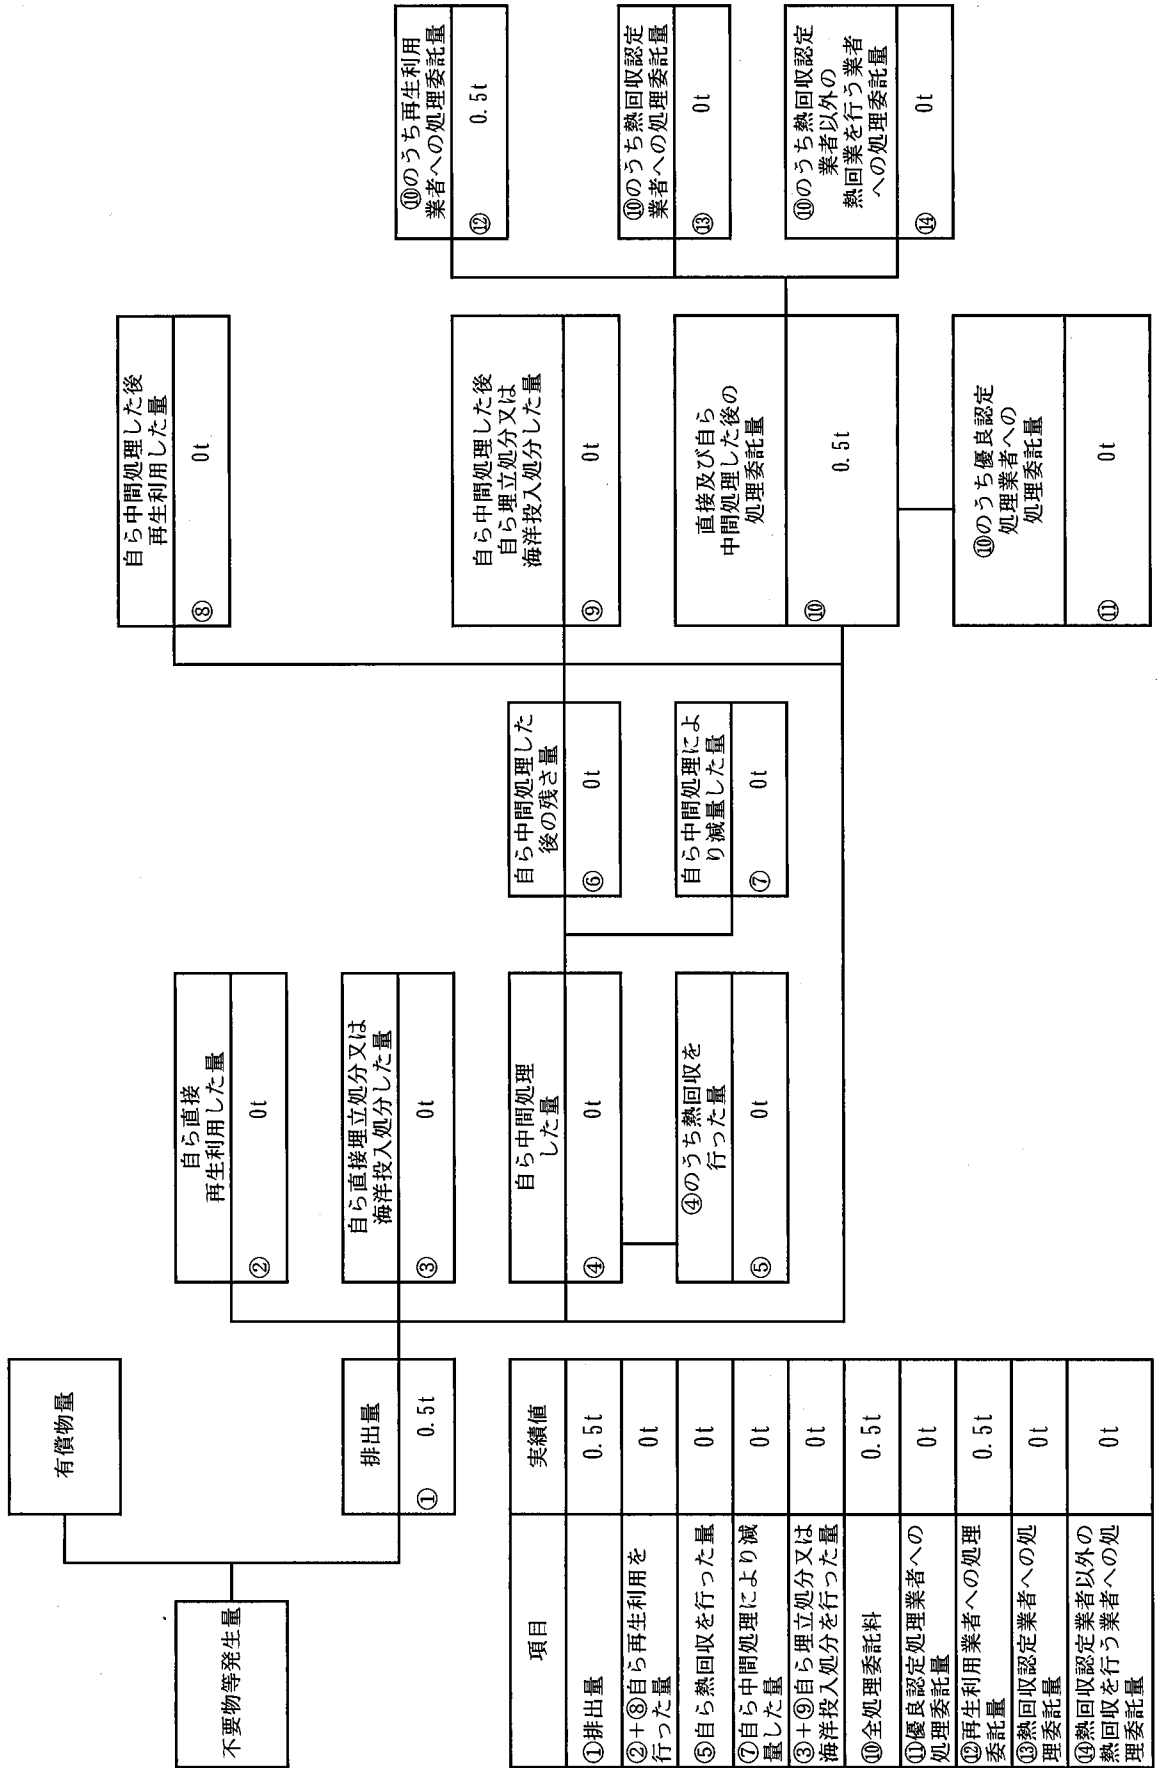 不要物等発生量
有償物量
排出量
① 0.5t
自ら直接
再生利用した量
② 0t
自ら直接埋立処分又は
海洋投入処分した量
③ 0t
自ら中間処理
した量
④ 0t
④のうち熱回収を
行った量
⑤ 0t
自ら中間処理した
後の残さ量
⑥ 0t
自ら中間処理によ
り減量した量
⑦ 0t
自ら中間処理した後
再生利用した量
⑧ 0t
自ら中間処理した後
自ら埋立処分又は
海洋投入処分した量
⑨ 0t
直接及び自ら
中間処理した後の
処理委託量
⑩ 0.5t
⑩のうち優良認定
処理業者への
処理委託量
⑪ 0t
⑩のうち再生利用
業者への処理委託量
⑫ 0.5t
⑩のうち熱回収認定
業者への処理委託量
⑬ 0t
⑩のうち熱回収認定
業者以外の
熱回業を行う業者
への処理委託量
⑭ 0t
項目 実績値
①排出量 0.5t
②+⑧自ら再生利用を
行った量 0t
⑤自ら熱回収を行った量 0t
⑦自ら中間処理により減
量した量 0t
③+⑨自ら埋立処分又は
海洋投入処分を行った量 0t
⑩全処理委託料 0.5t
⑪優良認定処理業者への
処理委託量 0t
⑫再生利用業者への処理
委託量 0.5t
⑬熱回収認定業者への処
理委託量 0t
⑭熱回収認定業者以外の
熱回収を行う業者への処
理委託量 0t